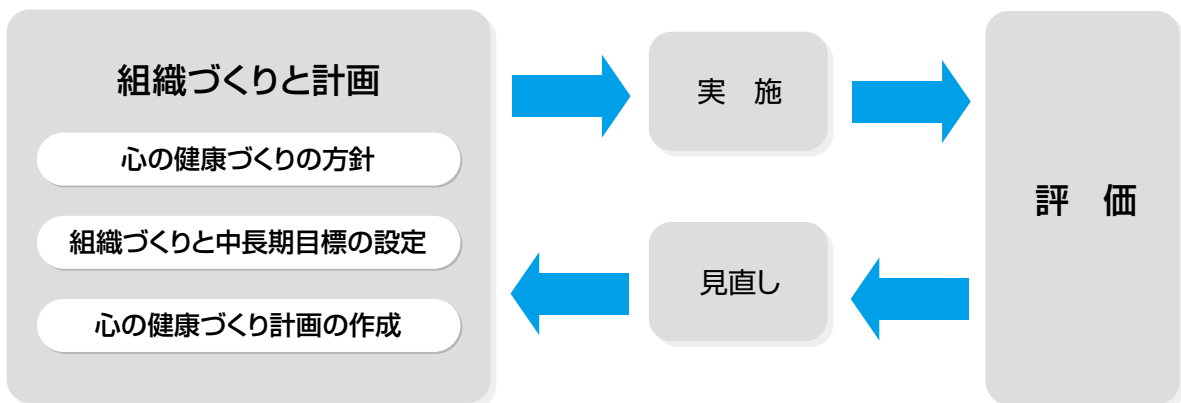 組織づくりと計画
心の健康づくりの方針
組織づくりと中長期目標の設定
心の健康づくり計画の作成
実　施
評　価
見直し